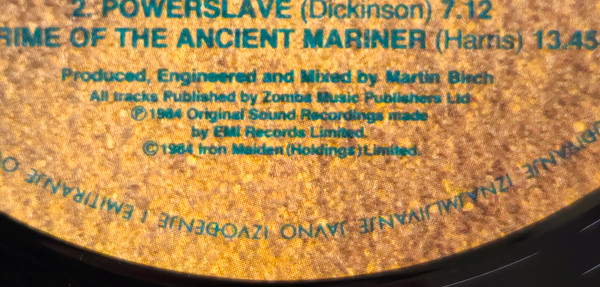 2. POWERSLAVE (Dickinson) 7.12
RIME OF THE ANCIENT MARINER (Harris) 13.45
Produced, Engineered and Mixed by Martin Birch
All tracks Published by Zomba Music Publishers Ltd
Ⓟ1984 Original Sound Recordings made
by EMI Records Limited.
©1984 Iron Maiden (Holdings) Limited.
IZNAJMLJIVANJE JAVNO IZVOĐENJE I EMITIRANJE O